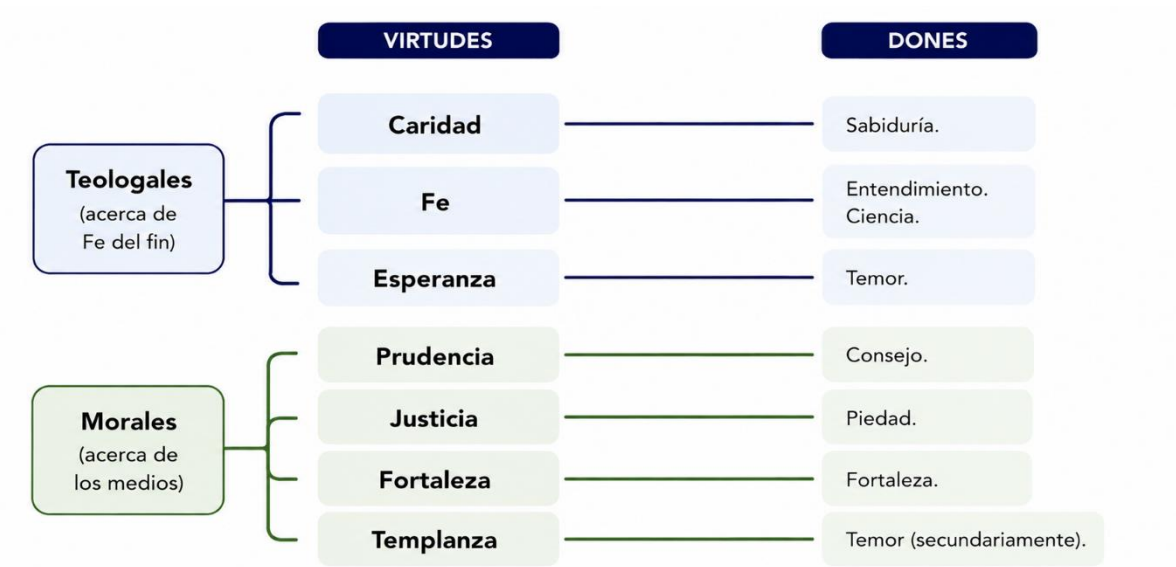 VIRTUDES
DONES
Teologales
(acerca de
Fe del fin)
Caridad
Sabiduría.
Fe
Entendimiento.
Ciencia.
Esperanza
Temor.
Morales
(acerca de
los medios)
Prudencia
Consejo.
Justicia
Piedad.
Fortaleza
Fortaleza.
Templanza
Temor (secundariamente).